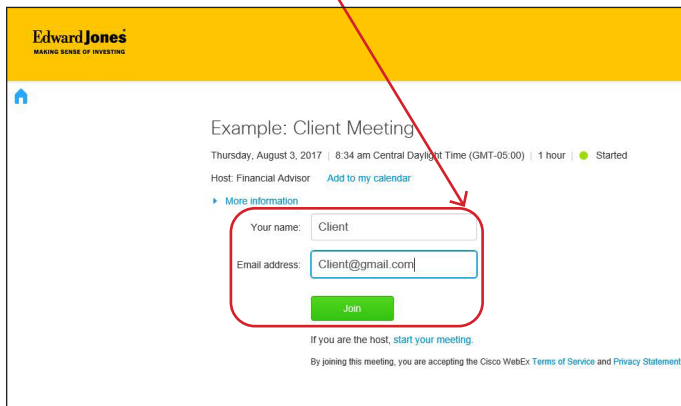 Edward Jones
MAKING SENSE OF INVESTING
Example: Client Meeting
Thursday, August 3, 2017 | 8:34 am Central Daylight Time (GMT-05:00) | 1 hour | Started
Host: Financial Advisor Add to my calendar
More information
Your name: Client
Email address: Client@gmail.com
Join
If you are the host, start your meeting.
By joining this meeting, you are accepting the Cisco WebEx Terms of Service and Privacy Statement